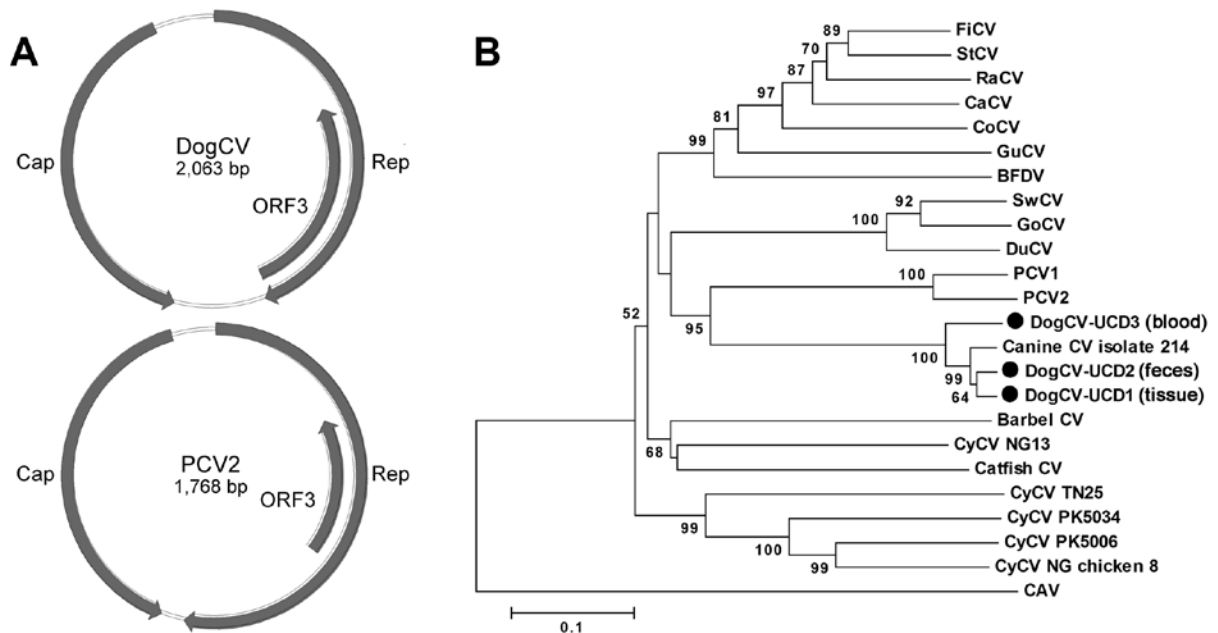 A
DogCV
2,063 bp
Cap
Rep
ORF3
PCV2
1,768 bp
Cap
Rep
ORF3
B
FiCV
89
StCV
70
RaCV
87
CaCV
97
CoCV
81
GuCV
99
BFDV
SwCV
92
GoCV
100
DuCV
PCV1
100
PCV2
95
52
DogCV-UCD3 (blood)
100
Canine CV isolate 214
99
DogCV-UCD2 (feces)
64
DogCV-UCD1 (tissue)
Barbel CV
CyCV NG13
68
Catfish CV
CyCV TN25
99
CyCV PK5034
100
CyCV PK5006
99
CyCV NG chicken 8
CAV
0.1